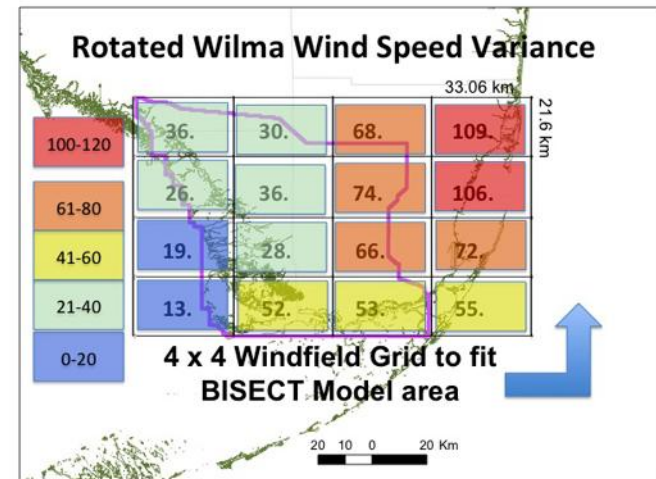 Rotated Wilma Wind Speed Variance
33.06 km
21.6 km
100-120
61-80
41-60
21-40
0-20
36. 30. 68. 109.
26. 36. 74. 106.
19. 28. 66. 72.
13. 52. 53. 55.
4 x 4 Windfield Grid to fit
BISECT Model area
20 10 0 20 Km